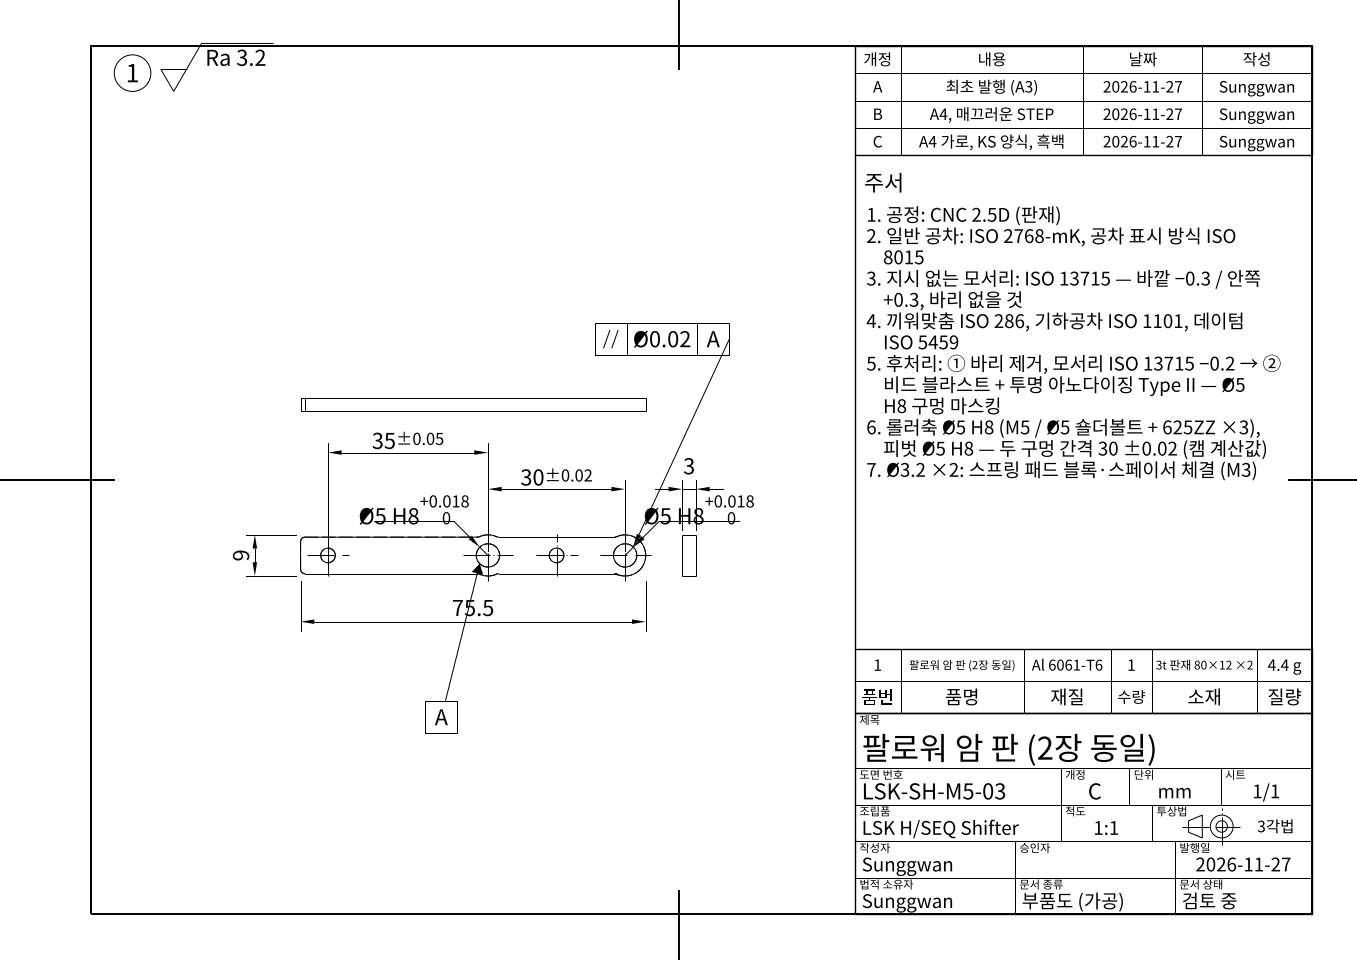 1
Ra 3.2
개정 내용 날짜 작성
A 최초 발행 (A3) 2026-11-27 Sunggwan
B A4, 매끄러운 STEP 2026-11-27 Sunggwan
C A4 가로, KS 양식, 흑백 2026-11-27 Sunggwan
주서
1. 공정: CNC 2.5D (판재)
2. 일반 공차: ISO 2768-mK, 공차 표시 방식 ISO
8015
3. 지시 없는 모서리: ISO 13715 — 바깥 −0.3 / 안쪽
+0.3, 바리 없을 것
4. 끼워맞춤 ISO 286, 기하공차 ISO 1101, 데이텀
ISO 5459
5. 후처리: ① 바리 제거, 모서리 ISO 13715 −0.2 → ②
비드 블라스트 + 투명 아노다이징 Type II — Ø5
H8 구멍 마스킹
6. 롤러축 Ø5 H8 (M5 / Ø5 숄더볼트 + 625ZZ ×3),
피벗 Ø5 H8 — 두 구멍 간격 30 ±0.02 (캠 계산값)
7. Ø3.2 ×2: 스프링 패드 블록·스페이서 체결 (M3)
// Ø0.02 A
35±0.05
30±0.02
3
Ø5 H8 +0.018 0
Ø5 H8 +0.018 0
9
75.5
A
1 팔로워 암 판 (2장 동일) Al 6061-T6 1 3t 판재 80×12 ×2 4.4 g
품번 품명 재질 수량 소재 질량
제목
팔로워 암 판 (2장 동일)
도면 번호 개정 단위 시트
LSK-SH-M5-03 C mm 1/1
조립품 척도 투상법
LSK H/SEQ Shifter 1:1 3각법
작성자 승인자 발행일
Sunggwan 2026-11-27
법적 소유자 문서 종류 문서 상태
Sunggwan 부품도 (가공) 검토 중